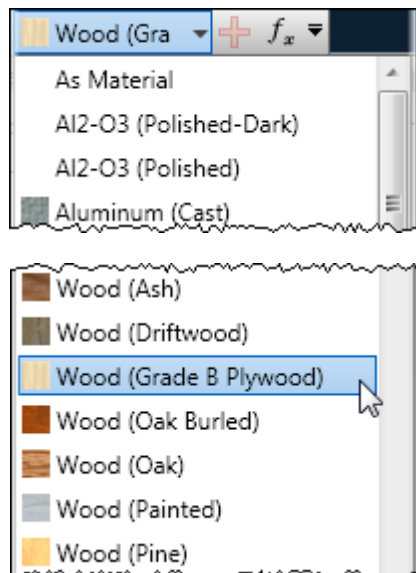 Wood (Gra
fx
As Material
Al2-O3 (Polished-Dark)
Al2-O3 (Polished)
Aluminum (Cast)
Wood (Ash)
Wood (Driftwood)
Wood (Grade B Plywood)
Wood (Oak Burled)
Wood (Oak)
Wood (Painted)
Wood (Pine)